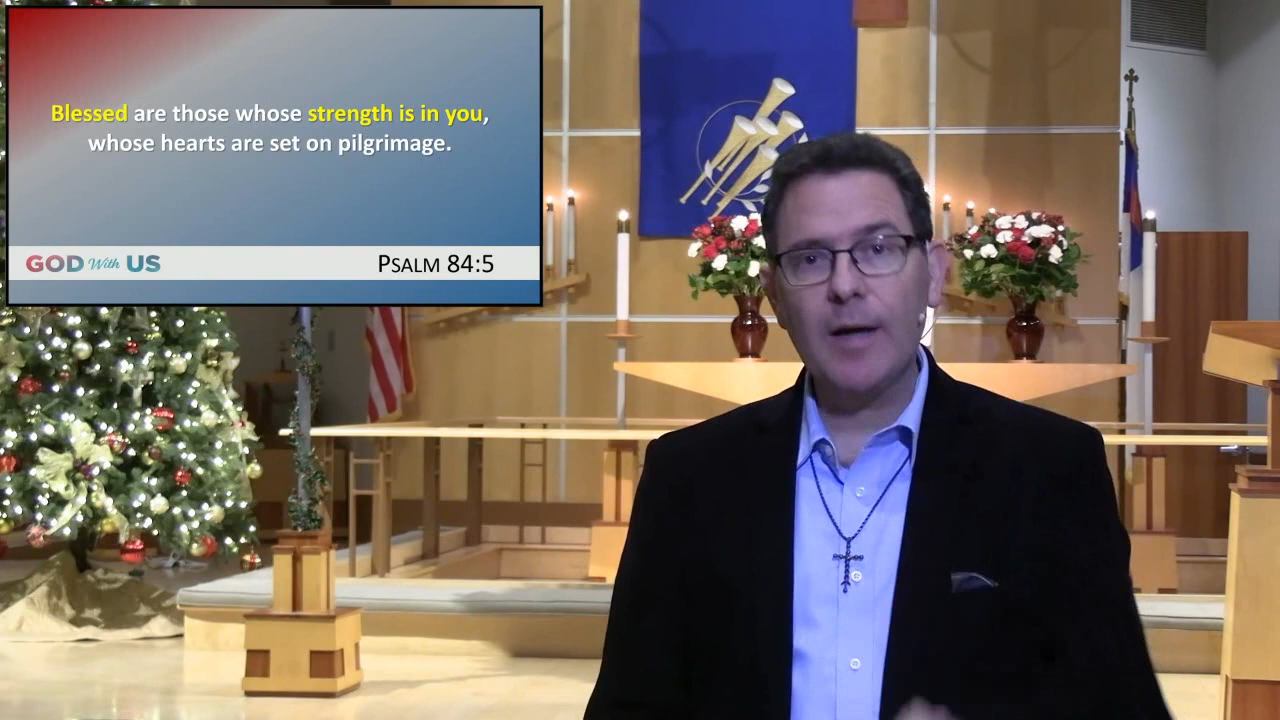 Blessed are those whose strength is in you,
whose hearts are set on pilgrimage.
GOD With US
PSALM 84:5